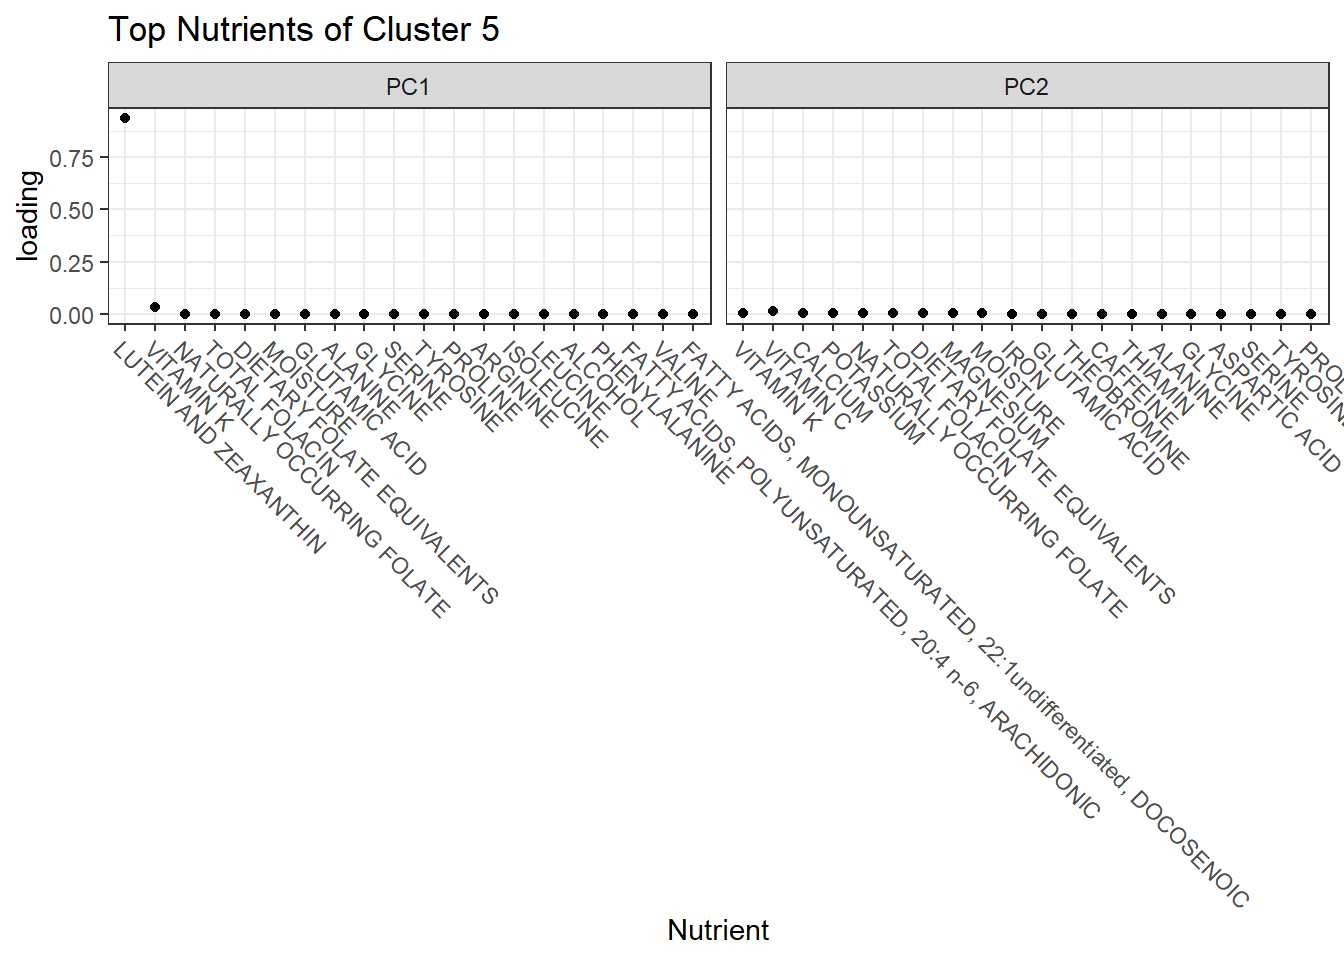 Top Nutrients of Cluster 5
PC1
PC2
loading
0.75
0.50
0.25
0.00
LUTEIN AND ZEAXANTHIN
VITAMIN K
NATURALLY OCCURRING FOLATE
TOTAL FOLACIN
DIETARY FOLATE EQUIVALENTS
MOISTURE
GLUTAMIC ACID
ALANINE
GLYCINE
SERINE
TYROSINE
PROLINE
ARGININE
ISOLEUCINE
LEUCINE
ALCOHOL
PHENYLALANINE
FATTY ACIDS, POLYUNSATURATED, 20:4 n-6, ARACHIDONIC
VALINE
FATTY ACIDS, MONOUNSATURATED, 22:1undifferentiated, DOCOSENOIC
VITAMIN K
VITAMIN C
CALCIUM
POTASSIUM
NATURALLY OCCURRING FOLATE
TOTAL FOLACIN
DIETARY FOLATE EQUIVALENTS
MAGNESIUM
MOISTURE
IRON
GLUTAMIC ACID
THEOBROMINE
CAFFEINE
THIAMIN
ALANINE
GLYCINE
ASPARTIC ACID
SERINE
Nutrient